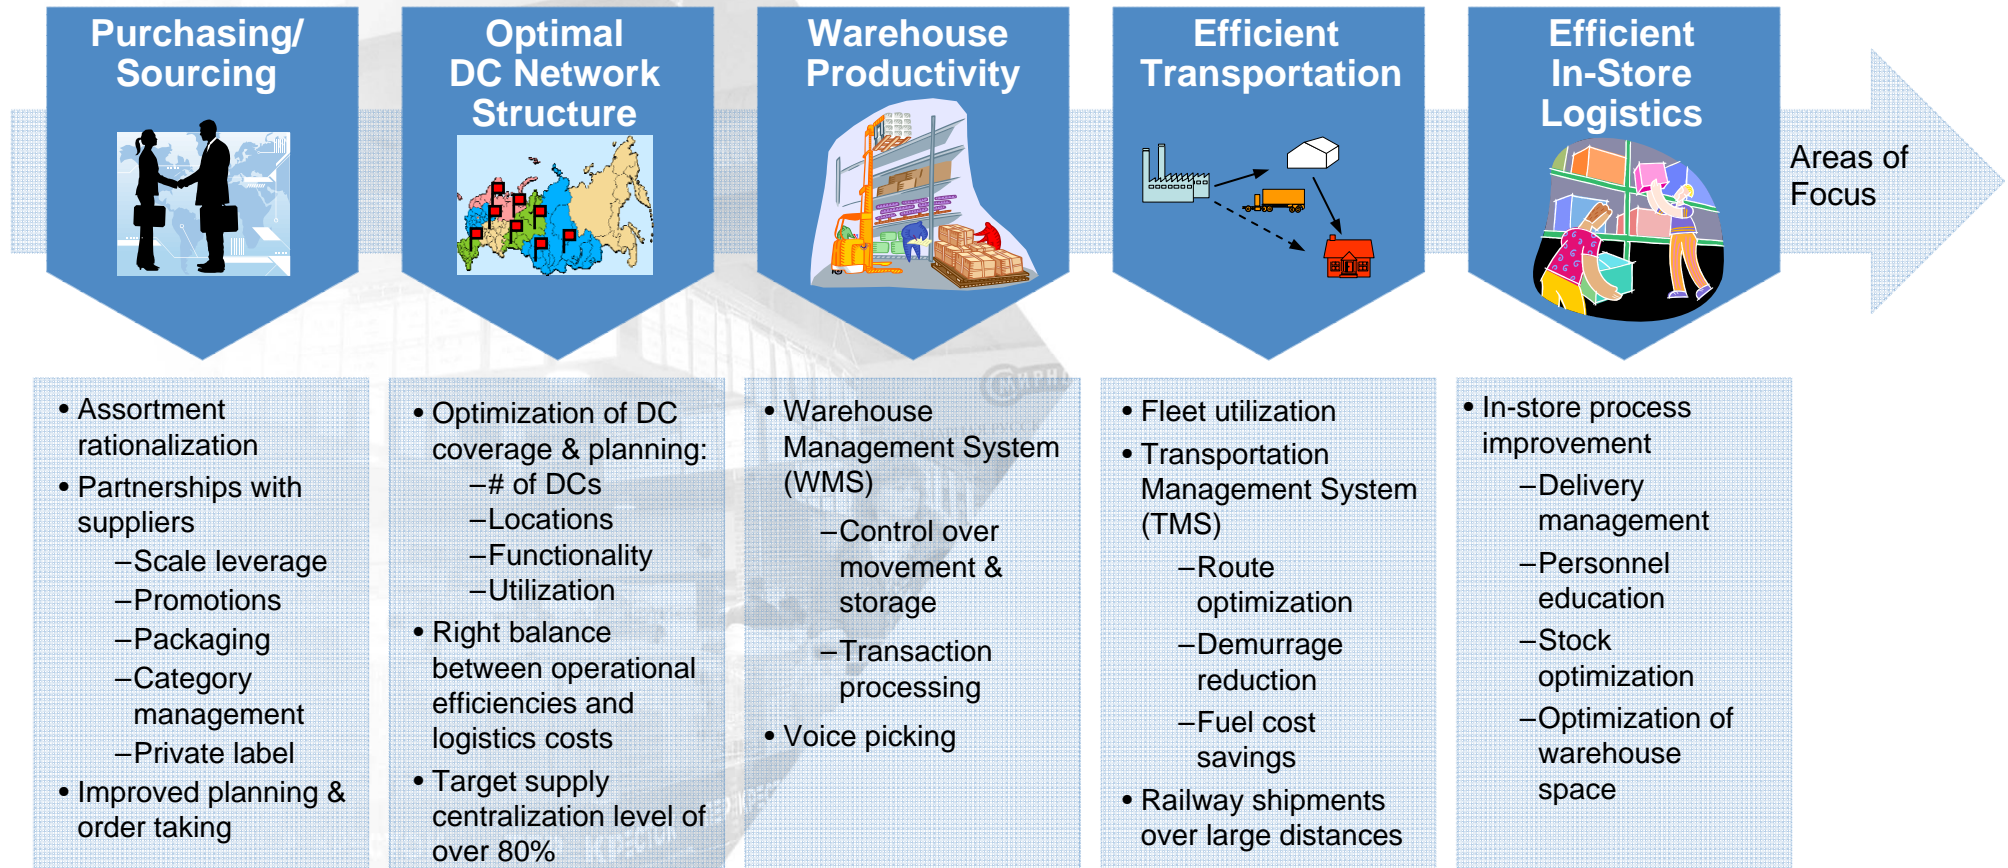 Purchasing/
Sourcing
Optimal
DC Network
Structure
Warehouse
Productivity
Efficient
Transportation
Efficient
In-Store
Logistics
Areas of
Focus
• Assortment
rationalization
• Partnerships with
suppliers
–Scale leverage
–Promotions
–Packaging
–Category
management
–Private label
• Improved planning &
order taking
• Optimization of DC
coverage & planning:
–# of DCs
–Locations
–Functionality
–Utilization
• Right balance
between operational
efficiencies and
logistics costs
• Target supply
centralization level of
over 80%
• Warehouse
Management System
(WMS)
–Control over
movement &
storage
–Transaction
processing
• Voice picking
• Fleet utilization
• Transportation
Management System
(TMS)
–Route
optimization
–Demurrage
reduction
–Fuel cost
savings
• Railway shipments
over large distances
• In-store process
improvement
–Delivery
management
–Personnel
education
–Stock
optimization
–Optimization of
warehouse
space